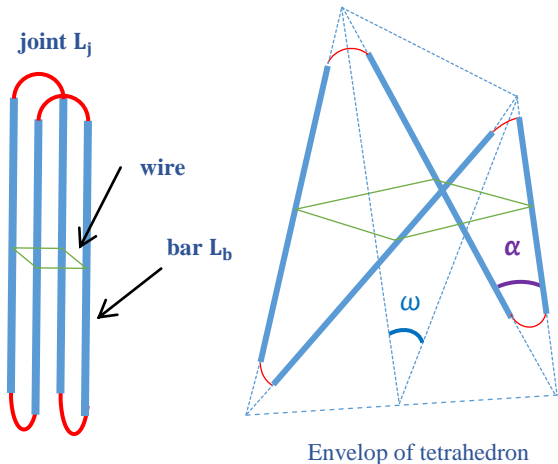 joint Lj
wire
bar Lb
α
ω
Envelop of tetrahedron